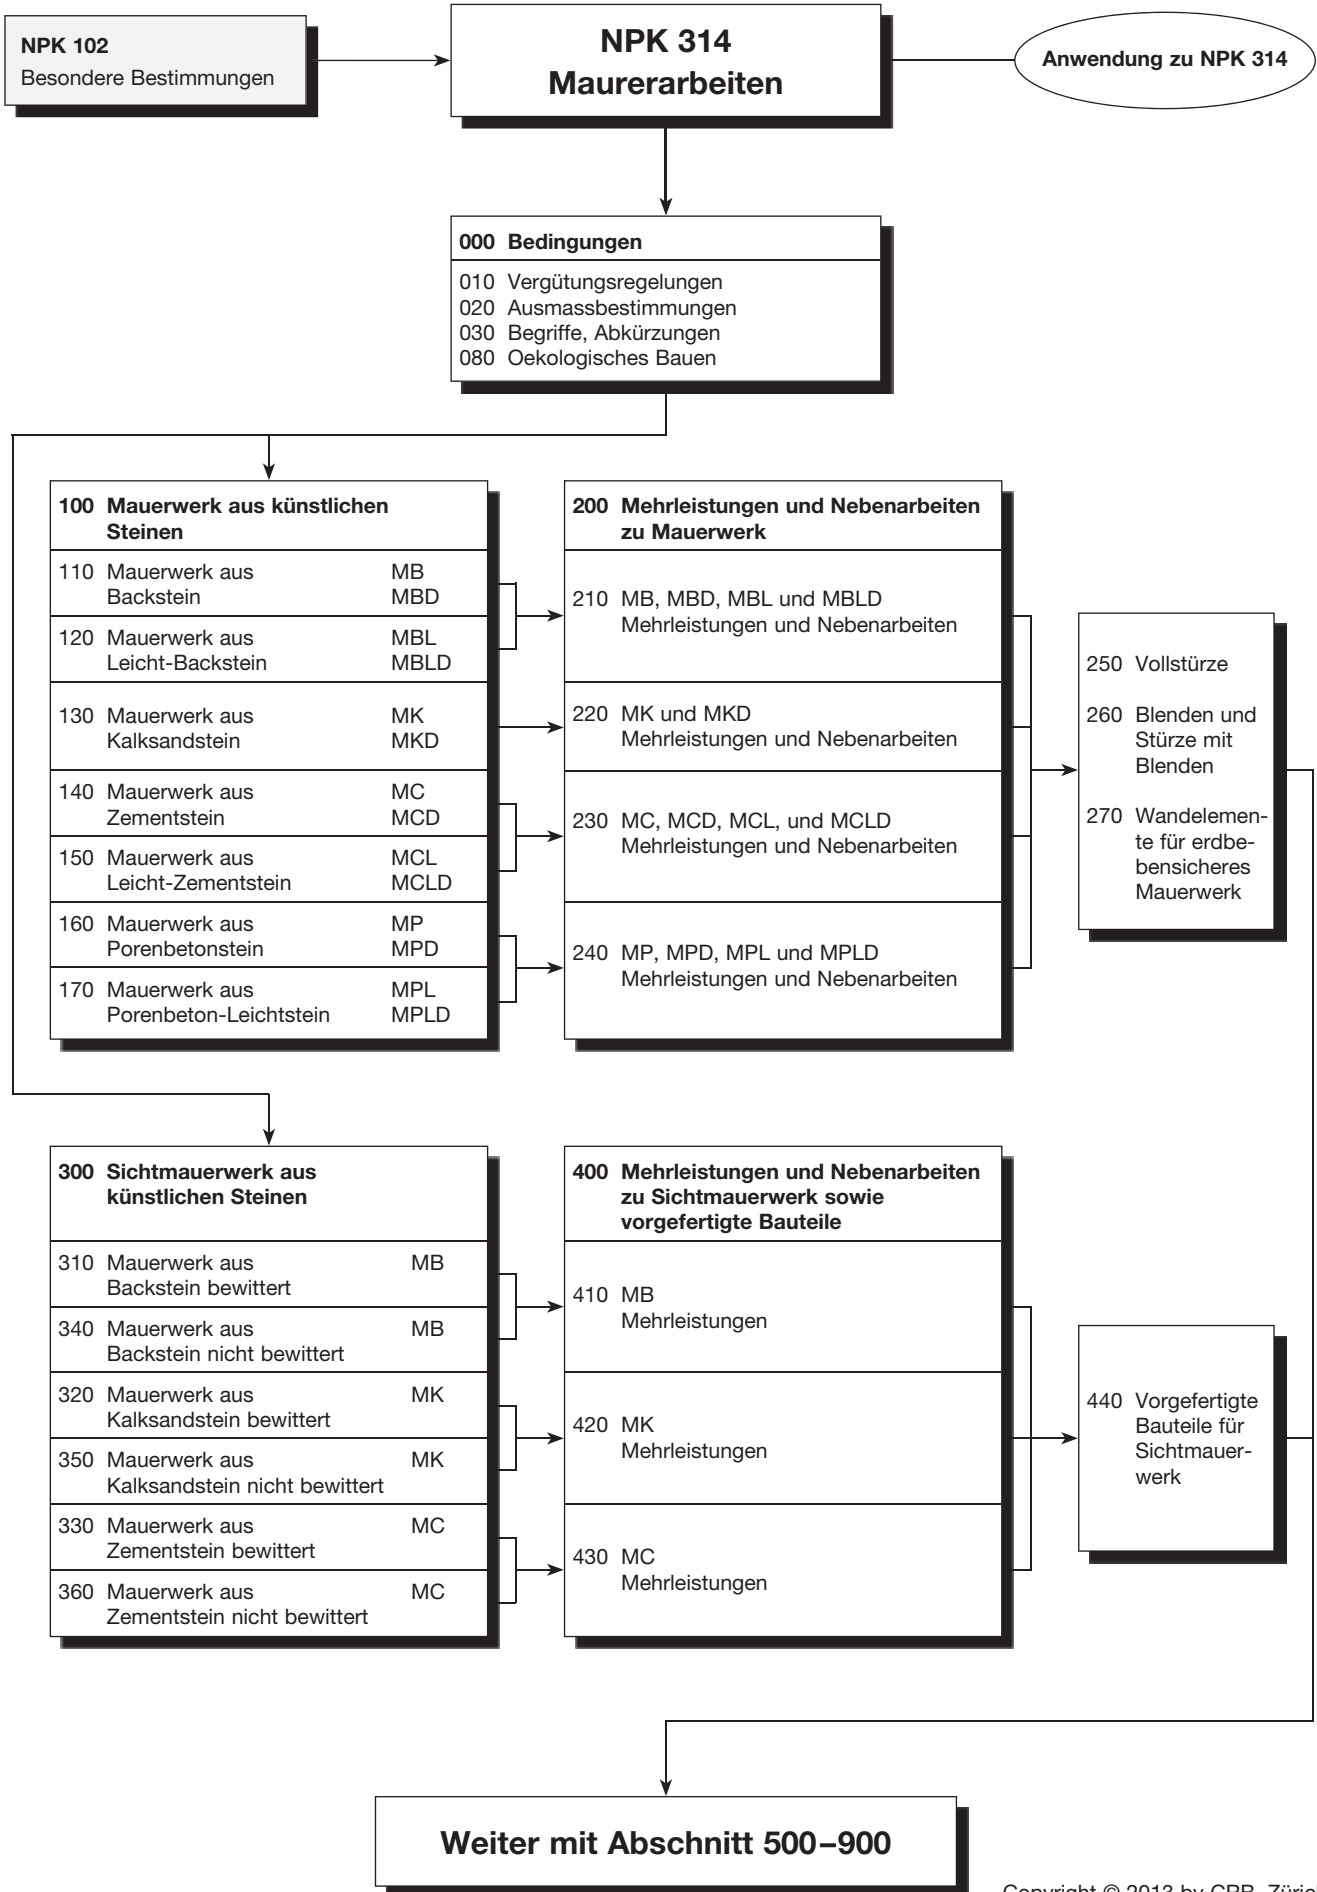 NPK 102
Besondere Bestimmungen
NPK 314
Maurerarbeiten
Anwendung zu NPK 314
000 Bedingungen
010 Vergütungsregelungen
020 Ausmassbestimmungen
030 Begriffe, Abkürzungen
080 Oekologisches Bauen
100 Mauerwerk aus künstlichen
Steinen
110 Mauerwerk aus MB
Backstein MBD
120 Mauerwerk aus MBL
Leicht-Backstein MBLD
130 Mauerwerk aus MK
Kalksandstein MKD
140 Mauerwerk aus MC
Zementstein MCD
150 Mauerwerk aus MCL
Leicht-Zementstein MCLD
160 Mauerwerk aus MP
Porenbetonstein MPD
170 Mauerwerk aus MPL
Porenbeton-Leichtstein MPLD
200 Mehrleistungen und Nebenarbeiten
zu Mauerwerk
210 MB, MBD, MBL und MBLD
Mehrleistungen und Nebenarbeiten
220 MK und MKD
Mehrleistungen und Nebenarbeiten
230 MC, MCD, MCL, und MCLD
Mehrleistungen und Nebenarbeiten
240 MP, MPD, MPL und MPLD
Mehrleistungen und Nebenarbeiten
250 Vollstürze
260 Blenden und
Stürze mit
Blenden
270 Wandelemen-
te für erdbe-
bensicheres
Mauerwerk
300 Sichtmauerwerk aus
künstlichen Steinen
310 Mauerwerk aus MB
Backstein bewittert
340 Mauerwerk aus MB
Backstein nicht bewittert
320 Mauerwerk aus MK
Kalksandstein bewittert
350 Mauerwerk aus MK
Kalksandstein nicht bewittert
330 Mauerwerk aus MC
Zementstein bewittert
360 Mauerwerk aus MC
Zementstein nicht bewittert
400 Mehrleistungen und Nebenarbeiten
zu Sichtmauerwerk sowie
vorgefertigte Bauteile
410 MB
Mehrleistungen
420 MK
Mehrleistungen
430 MC
Mehrleistungen
440 Vorgefertigte
Bauteile für
Sichtmauer-
werk
Weiter mit Abschnitt 500–900
Copyright © 2013 by CRB, Zürich